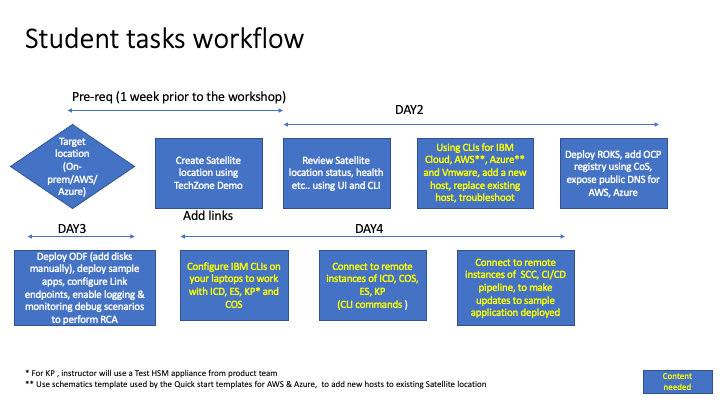 Student tasks workflow
Pre-req (1 week prior to the workshop)
DAY2
Target
location
(On-
prem/AWS/
Azure)
Create Satellite
location using
TechZone Demo
Review Satellite
location status, health
etc.. using UI and CLI
Using CLIs for IBM
Cloud, AWS**, Azure**
and Vmware, add a new
host, replace existing
host, troubleshoot
Deploy ROKS, add OCP
registry using CoS,
expose public DNS for
AWS, Azure
Add links
DAY3
DAY4
Deploy ODF (add disks
manually), deploy sample
apps, configure Link
endpoints, enable logging &
monitoring debug scenarios
to perform RCA
Configure IBM CLIs on
your laptops to work
with ICD, ES, KP* and
COS
Connect to remote
instances of ICD, COS,
ES, KP
(CLI commands )
Connect to remote
instances of  SCC, CI/CD
pipeline, to make
updates to sample
application deployed
* For KP , instructor will use a Test HSM appliance from product team
** Use schematics template used by the Quick start templates for AWS & Azure,  to add new hosts to existing Satellite location
Content
needed